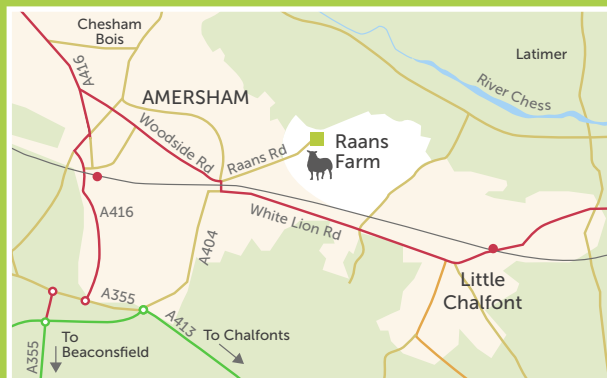 Chesham
Bois
Latimer
A416
River Chess
AMERSHAM
Woodside Rd
Raans Rd
Raans
Farm
A416
White Lion Rd
A404
Little
Chalfont
A355
A413
To Chalfonts
To
Beaconsfield
A355